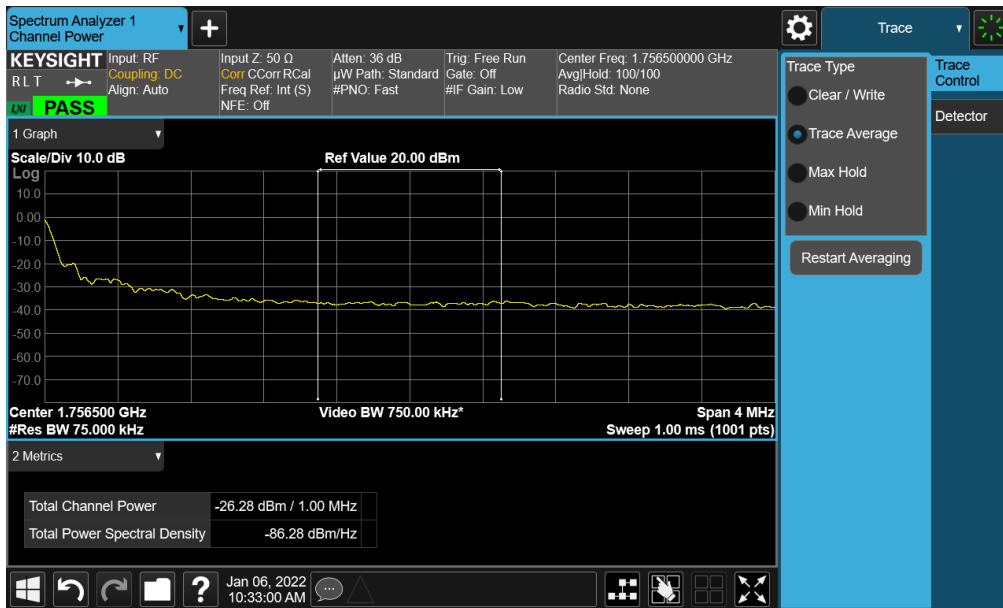 Spectrum Analyzer 1
Channel Power
+
Trace
KEYSIGHT
RLT
LXI
PASS
Input: RF
Coupling: DC
Align: Auto
Input Z: 50 Ω
Corr CCorr RCal
Freq Ref: Int (S)
NFE: Off
Atten: 36 dB
µW Path: Standard
#PNO: Fast
Trig: Free Run
Gate: Off
#IF Gain: Low
Center Freq: 1.756500000 GHz
Avg|Hold: 100/100
Radio Std: None
Trace Type
Clear / Write
Trace Average
Max Hold
Min Hold
Restart Averaging
Trace
Control
Detector
1 Graph
Scale/Div 10.0 dB
Ref Value 20.00 dBm
Log
10.0
0.00
-10.0
-20.0
-30.0
-40.0
-50.0
-60.0
-70.0
Center 1.756500 GHz
Video BW 750.00 kHz*
Span 4 MHz
#Res BW 75.000 kHz
Sweep 1.00 ms (1001 pts)
2 Metrics
Total Channel Power -26.28 dBm / 1.00 MHz
Total Power Spectral Density -86.28 dBm/Hz
?
Jan 06, 2022
10:33:00 AM